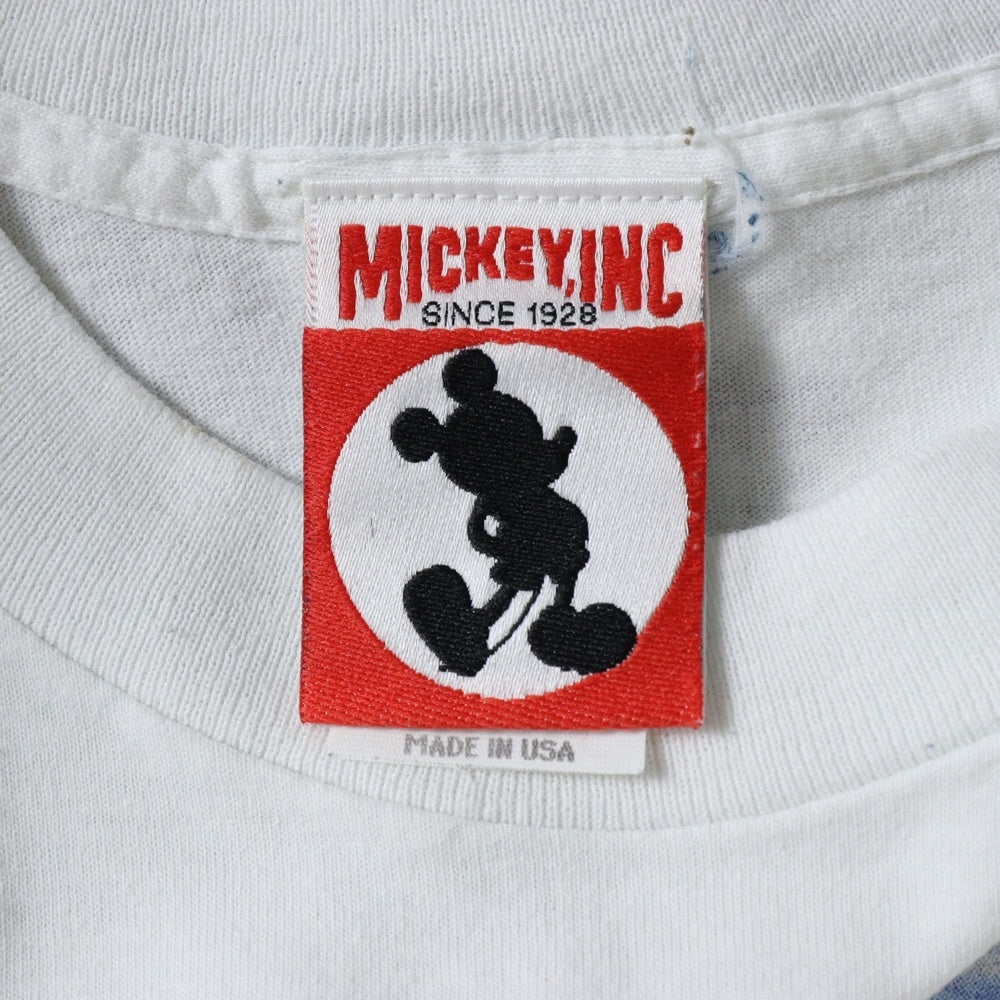 MICKEY, INC
SINCE 1928
MADE IN USA